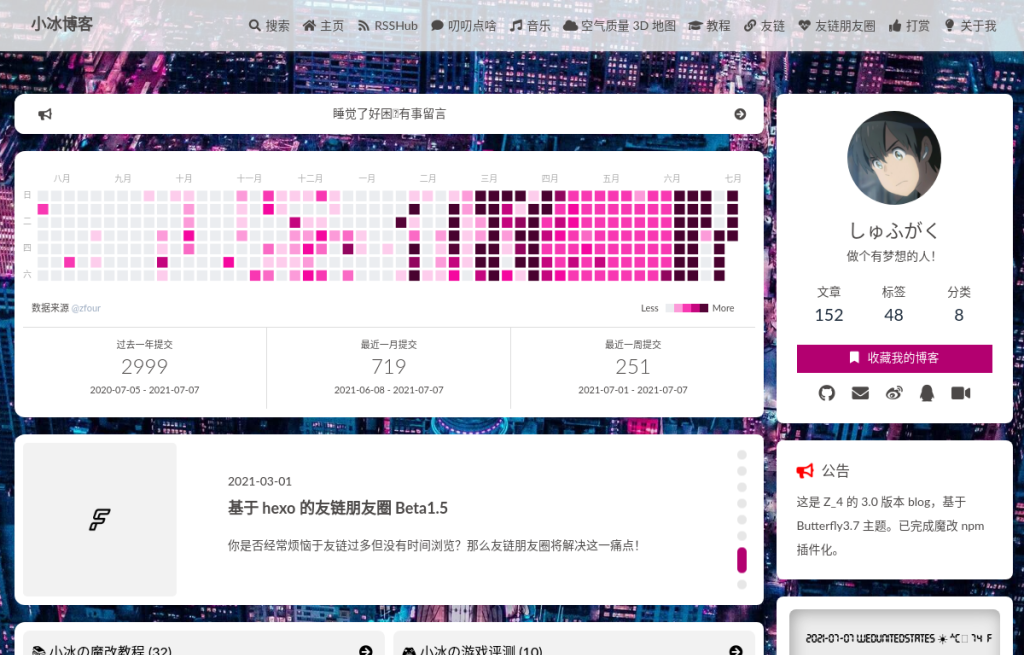 小冰博客
搜索 主页 RSSHub 叨叨点啥 音乐 空气质量 3D 地图 教程 友链 友链朋友圈 打赏 关于我
睡觉了好困 有事留言
八月 九月 十月 十一月 十二月 一月 二月 三月 四月 五月 六月 七月
日
二
四
六
数据来源 @zfour
Less More
过去一年提交 最近一月提交 最近一周提交
2999 719 251
2020-07-05 - 2021-07-07 2021-06-08 - 2021-07-07 2021-07-01 - 2021-07-07
2021-03-01
基于 hexo 的友链朋友圈 Beta1.5
你是否经常烦恼于友链过多但没有时间浏览？那么友链朋友圈将解决这一痛点！
小冰の魔改教程 (32)
小冰の游戏评测 (10)
しゅふがく
做个有梦想的人！
文章 标签 分类
152 48 8
收藏我的博客
公告
这是 Z_4 的 3.0 版本 blog，基于
Butterfly3.7 主题。已完成魔改 npm
插件化。
2021-07-07 WEDUNITEDSTATES ☀ ℃ 74 F